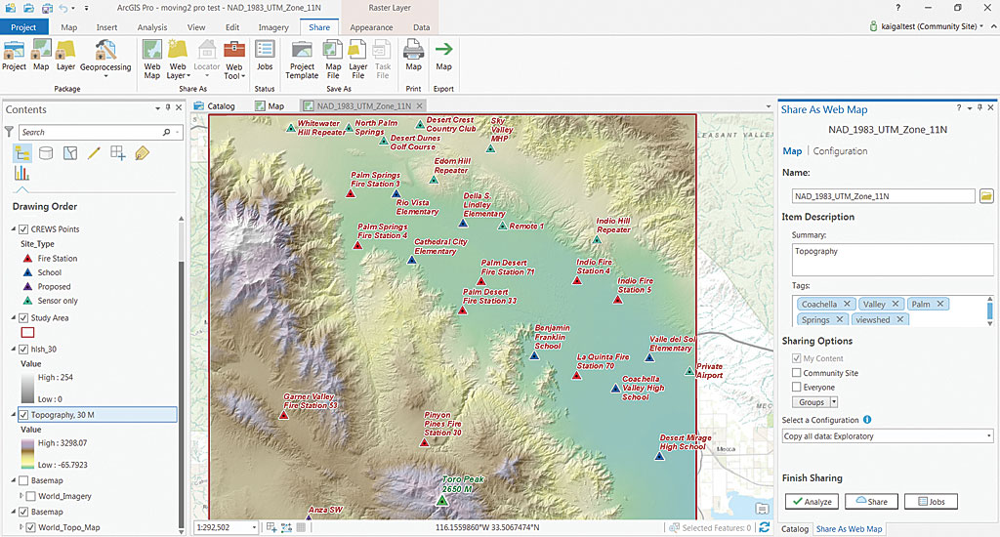 ArcGIS Pro - moving2 pro test - NAD_1983_UTM_Zone_11N
Raster Layer
Project Map Insert Analysis View Edit Imagery Share Appearance Data
kaigaltest (Community Site)
Project Map Layer Geoprocessing
Web Map Web Layer Locator Web Tool Jobs Project Template Map File Layer File Task File Print Map Map
Package Share As Status Save As Print Export
Contents
Search
Drawing Order
CREWS Points
Site_Type
Fire Station
School
Proposed
Sensor only
Study Area
hlsh_30
Value
High : 254
Low : 0
Topography, 30 M
Value
High : 3298.07
Low : -65.7923
Basemap
World_Imagery
Basemap
World_Topo_Map
Catalog Map NAD_1983_UTM_Zone_11N
Whitewater
Hill Repeater
North Palm
Springs
Desert Crest
Country Club
Desert Dunes
Golf Course
Sky
Valley
MHP
Edom Hill
Repeater
Palm Springs
Fire Station 3
Rio Vista
Elementary
Della S.
Lindley
Elementary
Remote 1
Indio Hill
Repeater
Palm Springs
Fire Station 4
Cathedral City
Elementary
Palm Desert
Fire Station 71
Indio Fire
Station 4
Indio Fire
Station 5
Palm Desert
Fire Station 33
Benjamin
Franklin
School
Valle del Sol
Elementary
La Quinta Fire
Station 70
Private
Airport
Coachella
Valley High
School
Garner Valley
Fire Station 53
Pinyon
Pines Fire
Station 30
Desert Mirage
High School
Toro Peak
2650 M
Anza SW
Mecca
1:292,502
116.1559860°W 33.5067474°N
Selected Features: 0
Share As Web Map
NAD_1983_UTM_Zone_11N
Map Configuration
Name:
NAD_1983_UTM_Zone_11N
Item Description
Summary:
Topography
Tags:
Coachella Valley Palm
Springs viewshed
Sharing Options
My Content
Community Site
Everyone
Groups
Select a Configuration
Copy all data: Exploratory
Finish Sharing
Analyze Share Jobs
Catalog Share As Web Map